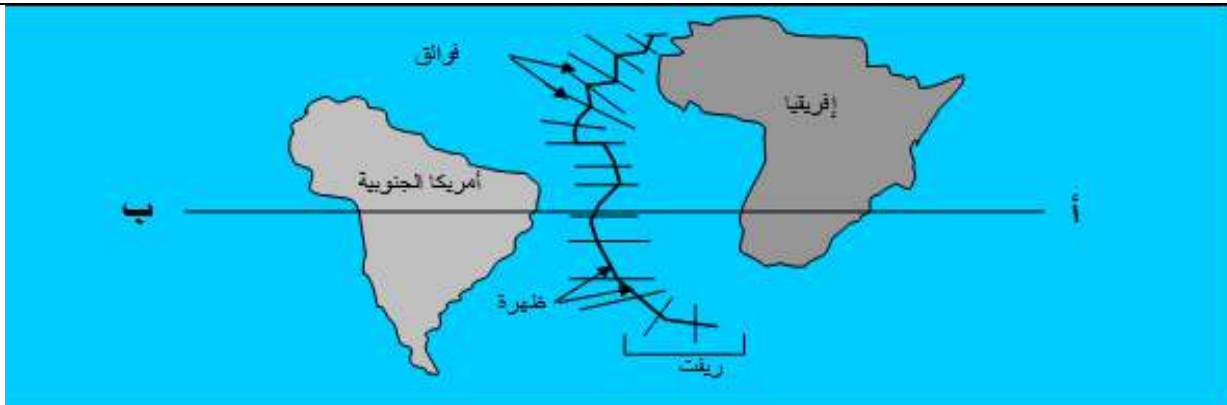 فوالق
إفريقيا
أمريكا الجنوبية
أ
ب
ظهرة
ريفت